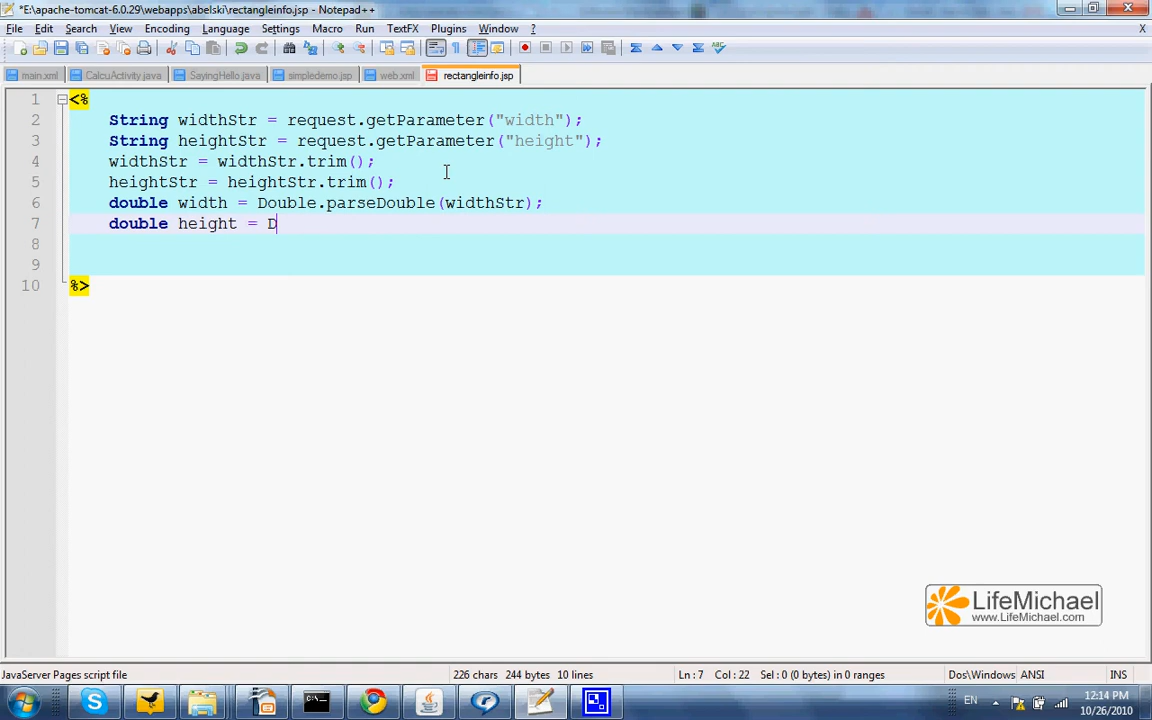 *E:\apache-tomcat-6.0.29\webapps\abelski\rectangleinfo.jsp - Notepad++
File Edit Search View Encoding Language Settings Macro Run TextFX Plugins Window ? X
main.xml CalcuActivity.java SayingHello.java simpledemo.jsp web.xml rectangleinfo.jsp
1 <%
2 String widthStr = request.getParameter("width");
3 String heightStr = request.getParameter("height");
4 widthStr = widthStr.trim();
5 heightStr = heightStr.trim();
6 double width = Double.parseDouble(widthStr);
7 double height = D
8
9
10 %>
LifeMichael
www.LifeMichael.com
JavaServer Pages script file 226 chars 244 bytes 10 lines Ln : 7 Col : 22 Sel : 0 (0 bytes) in 0 ranges Dos\Windows ANSI INS
EN 12:14 PM
10/26/2010